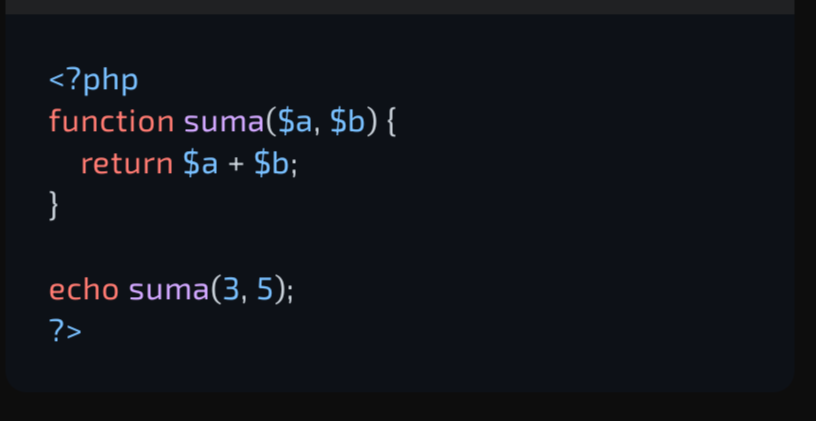 <?php
function suma($a, $b) {
    return $a + $b;
}

echo suma(3, 5);
?>